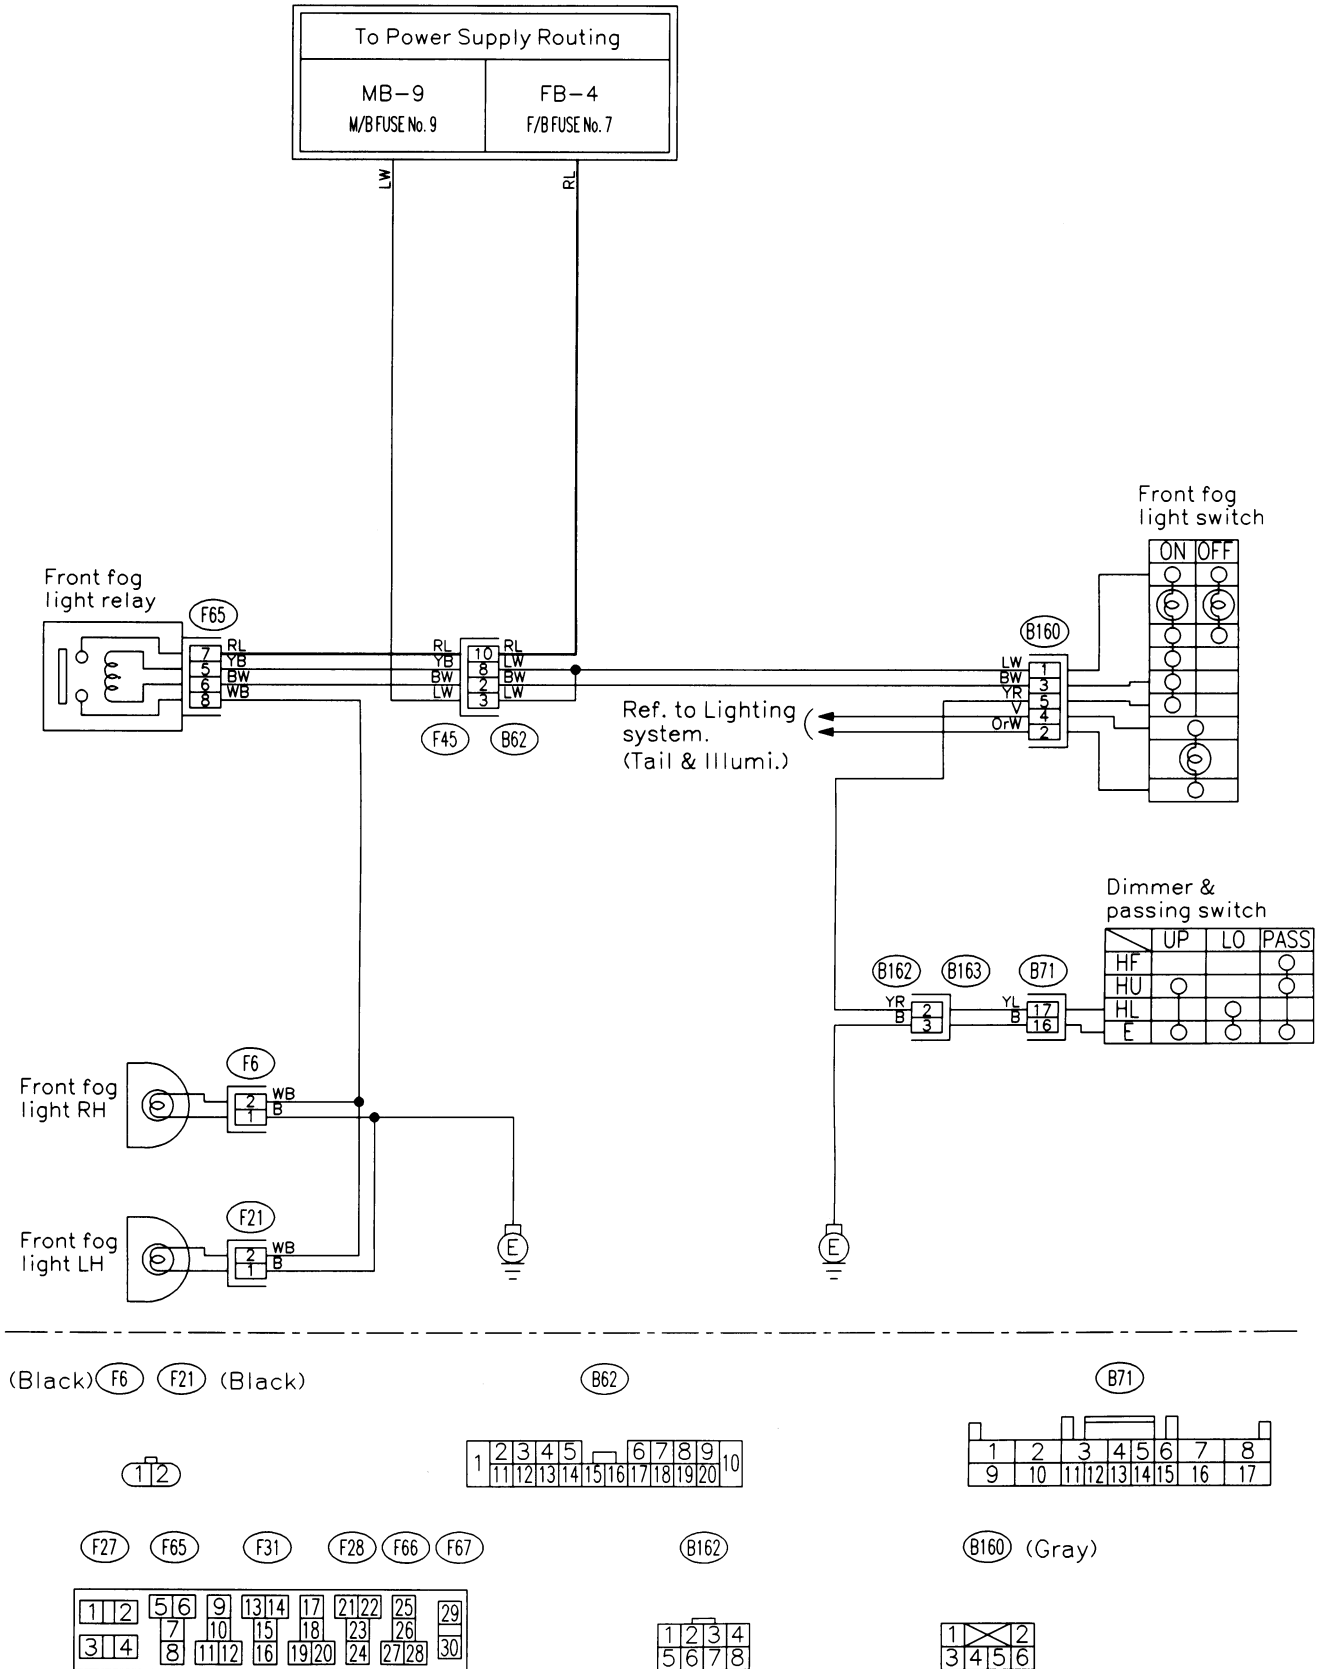 To Power Supply Routing
MB-9 FB-4
M/B FUSE No. 9 F/B FUSE No. 7
LW RL
Front fog
light switch
ON OFF
Front fog
light relay
F65
B160
7 RL RL 10 RL
5 YB YB 8 LW LW 1
6 BW BW 2 BW BW 3
8 WB LW 3 LW YR 5
V 4
OrW 2
F45 B62
Ref. to Lighting
system.
(Tail & Illumi.)
Dimmer &
passing switch
UP LO PASS
HF
HU
HL
E
B162 B163 B71
YR 2 YL 17
B 3 B 16
F6
Front fog
light RH
2 WB
1 B
F21
Front fog
light LH
2 WB
1 B
E E
(Black) F6 F21 (Black) B62 B71
1 2
1 2 3 4 5 6 7 8 9 10
11 12 13 14 15 16 17 18 19 20
1 2 3 4 5 6 7 8
9 10 11 12 13 14 15 16 17
F27 F65 F31 F28 F66 F67 B162 B160 (Gray)
1 2 5 6 9 13 14 17 21 22 25 29
7 10 15 18 23 26
3 4 8 11 12 16 19 20 24 27 28 30
1 2 3 4
5 6 7 8
1 2
3 4 5 6